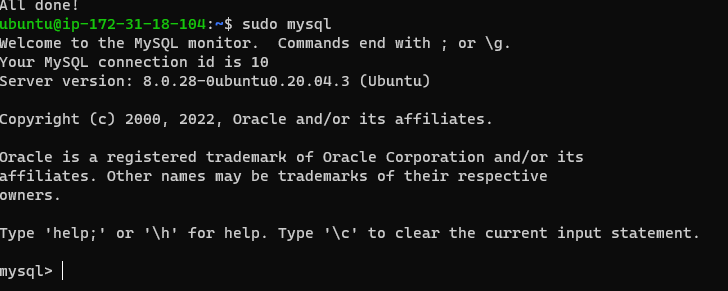 All done!
ubuntu@ip-172-31-18-104:~$ sudo mysql
Welcome to the MySQL monitor.  Commands end with ; or \g.
Your MySQL connection id is 10
Server version: 8.0.28-0ubuntu0.20.04.3 (Ubuntu)

Copyright (c) 2000, 2022, Oracle and/or its affiliates.

Oracle is a registered trademark of Oracle Corporation and/or its
affiliates. Other names may be trademarks of their respective
owners.

Type 'help;' or '\h' for help. Type '\c' to clear the current input statement.

mysql>